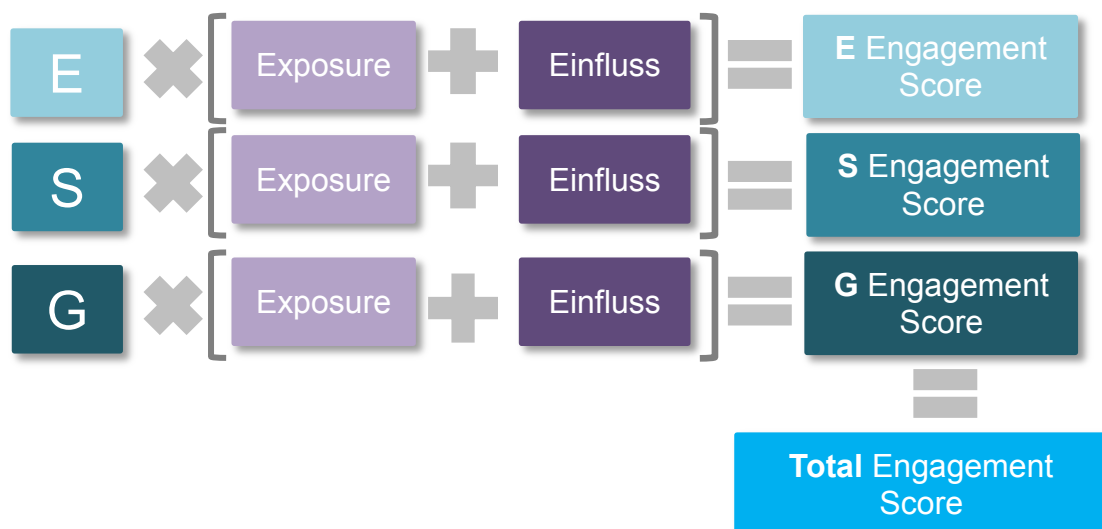 E
Exposure
Einfluss
E Engagement
Score
S
Exposure
Einfluss
S Engagement
Score
G
Exposure
Einfluss
G Engagement
Score
Total Engagement
Score